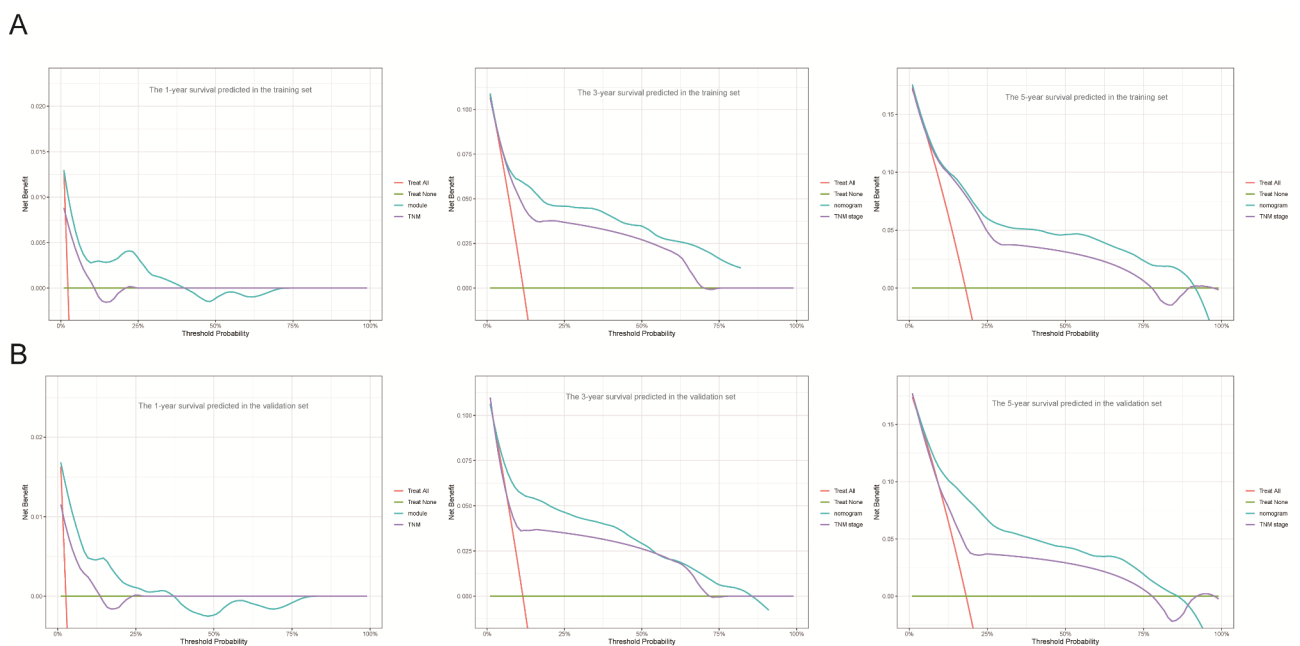 A
The 1-year survival predicted in the training set
0.020
0.015
0.010
0.005
0.000
Net Benefit
0%
25%
50%
75%
100%
Threshold Probability
Treat All
Treat None
module
TNM
The 3-year survival predicted in the training set
0.100
0.075
0.050
0.025
0.000
Net Benefit
0%
25%
50%
75%
100%
Threshold Probability
Treat All
Treat None
nomogram
TNM stage
The 5-year survival predicted in the training set
0.15
0.10
0.05
0.00
Net Benefit
0%
25%
50%
75%
100%
Threshold Probability
Treat All
Treat None
nomogram
TNM stage
B
The 1-year survival predicted in the validation set
0.02
0.01
0.00
Net Benefit
0%
25%
50%
75%
100%
Threshold Probability
Treat All
Treat None
module
TNM
The 3-year survival predicted in the validation set
0.100
0.075
0.050
0.025
0.000
Net Benefit
0%
25%
50%
75%
100%
Threshold Probability
Treat All
Treat None
nomogram
TNM stage
The 5-year survival predicted in the validation set
0.15
0.10
0.05
0.00
Net Benefit
0%
25%
50%
75%
100%
Threshold Probability
Treat All
Treat None
nomogram
TNM stage